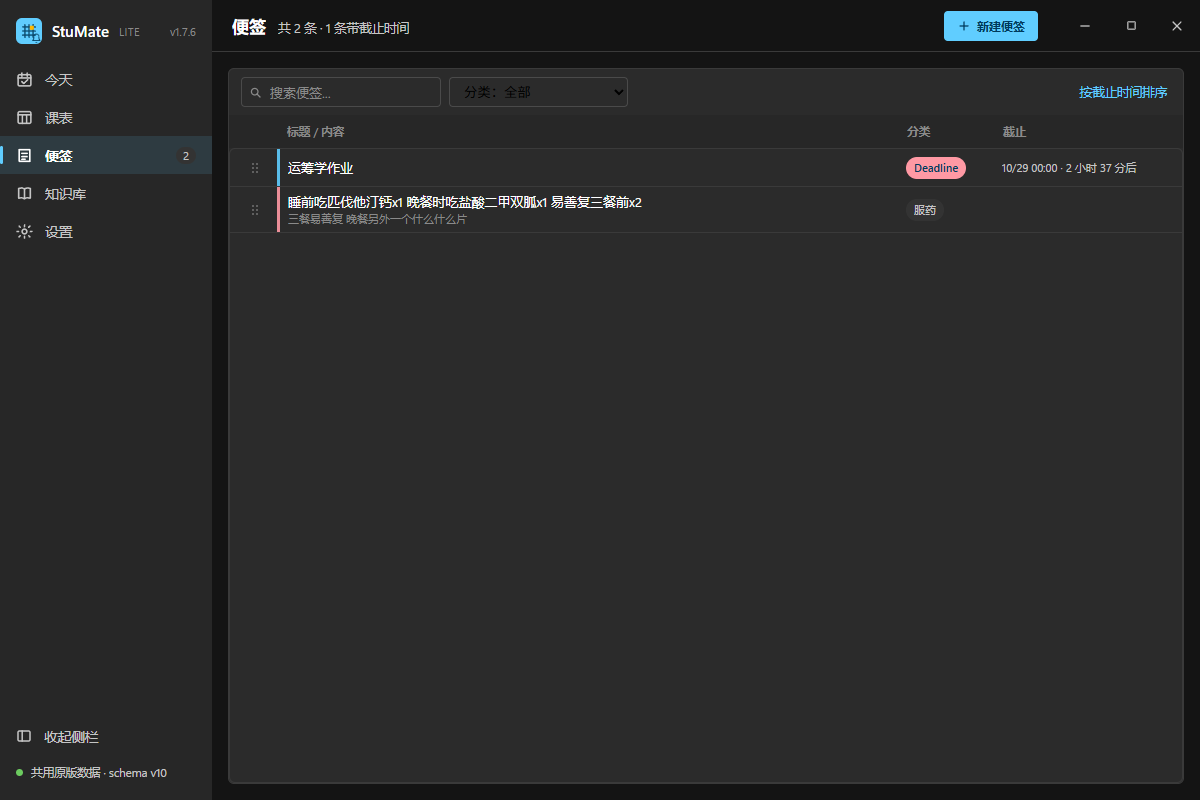 StuMate LITE v1.7.6
今天
课表
便签 2
知识库
设置
收起侧栏
共用原版数据 · schema v10
便签 共 2 条 · 1 条带截止时间
+ 新建便签
搜索便签...
分类：全部
按截止时间排序
标题 / 内容 分类 截止
运筹学作业 Deadline 10/29 00:00 · 2 小时 37 分后
睡前吃匹伐他汀钙x1 晚餐时吃盐酸二甲双胍x1 易善复三餐前x2
三餐易善复 晚餐另外一个什么什么片
服药